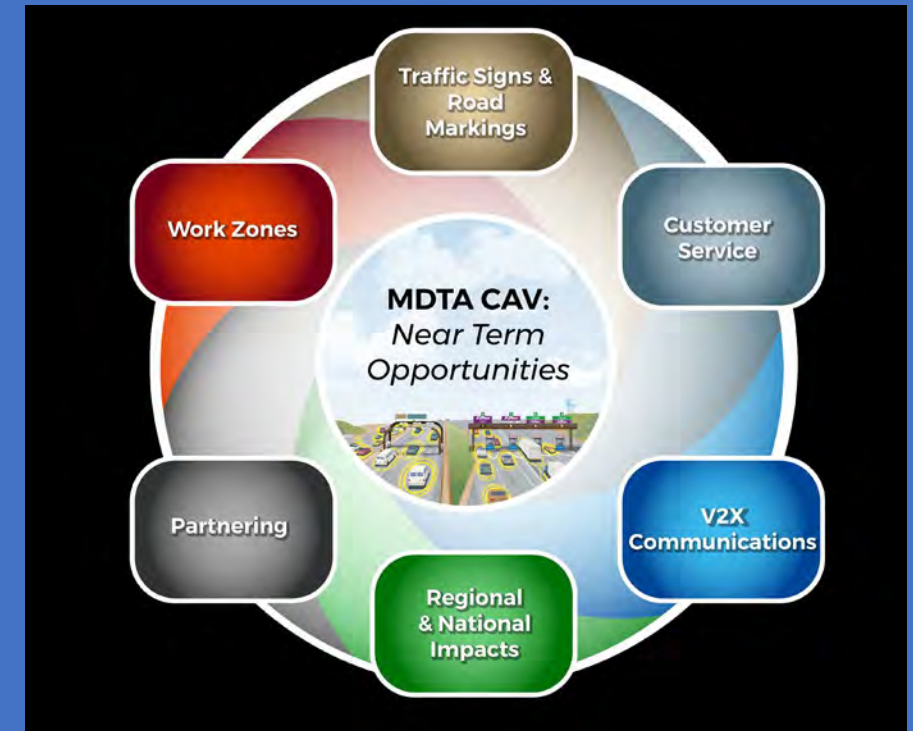 Traffic Signs &
Road
Markings
Customer
Service
V2X
Communications
Regional
& National
Impacts
Partnering
Work Zones
MDTA CAV:
Near Term
Opportunities